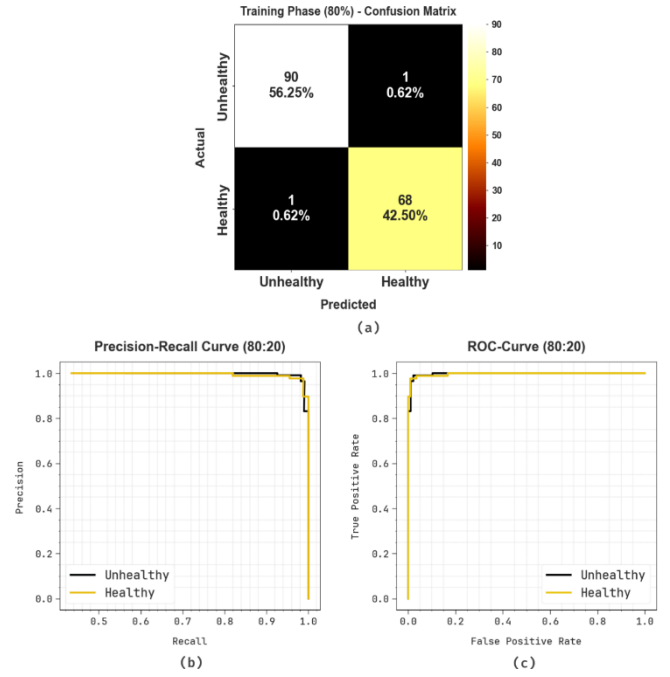 Training Phase (80%) - Confusion Matrix
Actual
Unhealthy
Healthy
90
56.25%
1
0.62%
1
0.62%
68
42.50%
Unhealthy
Healthy
Predicted
90
80
70
60
50
40
30
20
10
(a)
Precision-Recall Curve (80:20)
Precision
1.0
0.8
0.6
0.4
0.2
0.0
Unhealthy
Healthy
0.5
0.6
0.7
0.8
0.9
1.0
Recall
(b)
ROC-Curve (80:20)
True Positive Rate
1.0
0.8
0.6
0.4
0.2
0.0
Unhealthy
Healthy
0.0
0.2
0.4
0.6
0.8
1.0
False Positive Rate
(c)